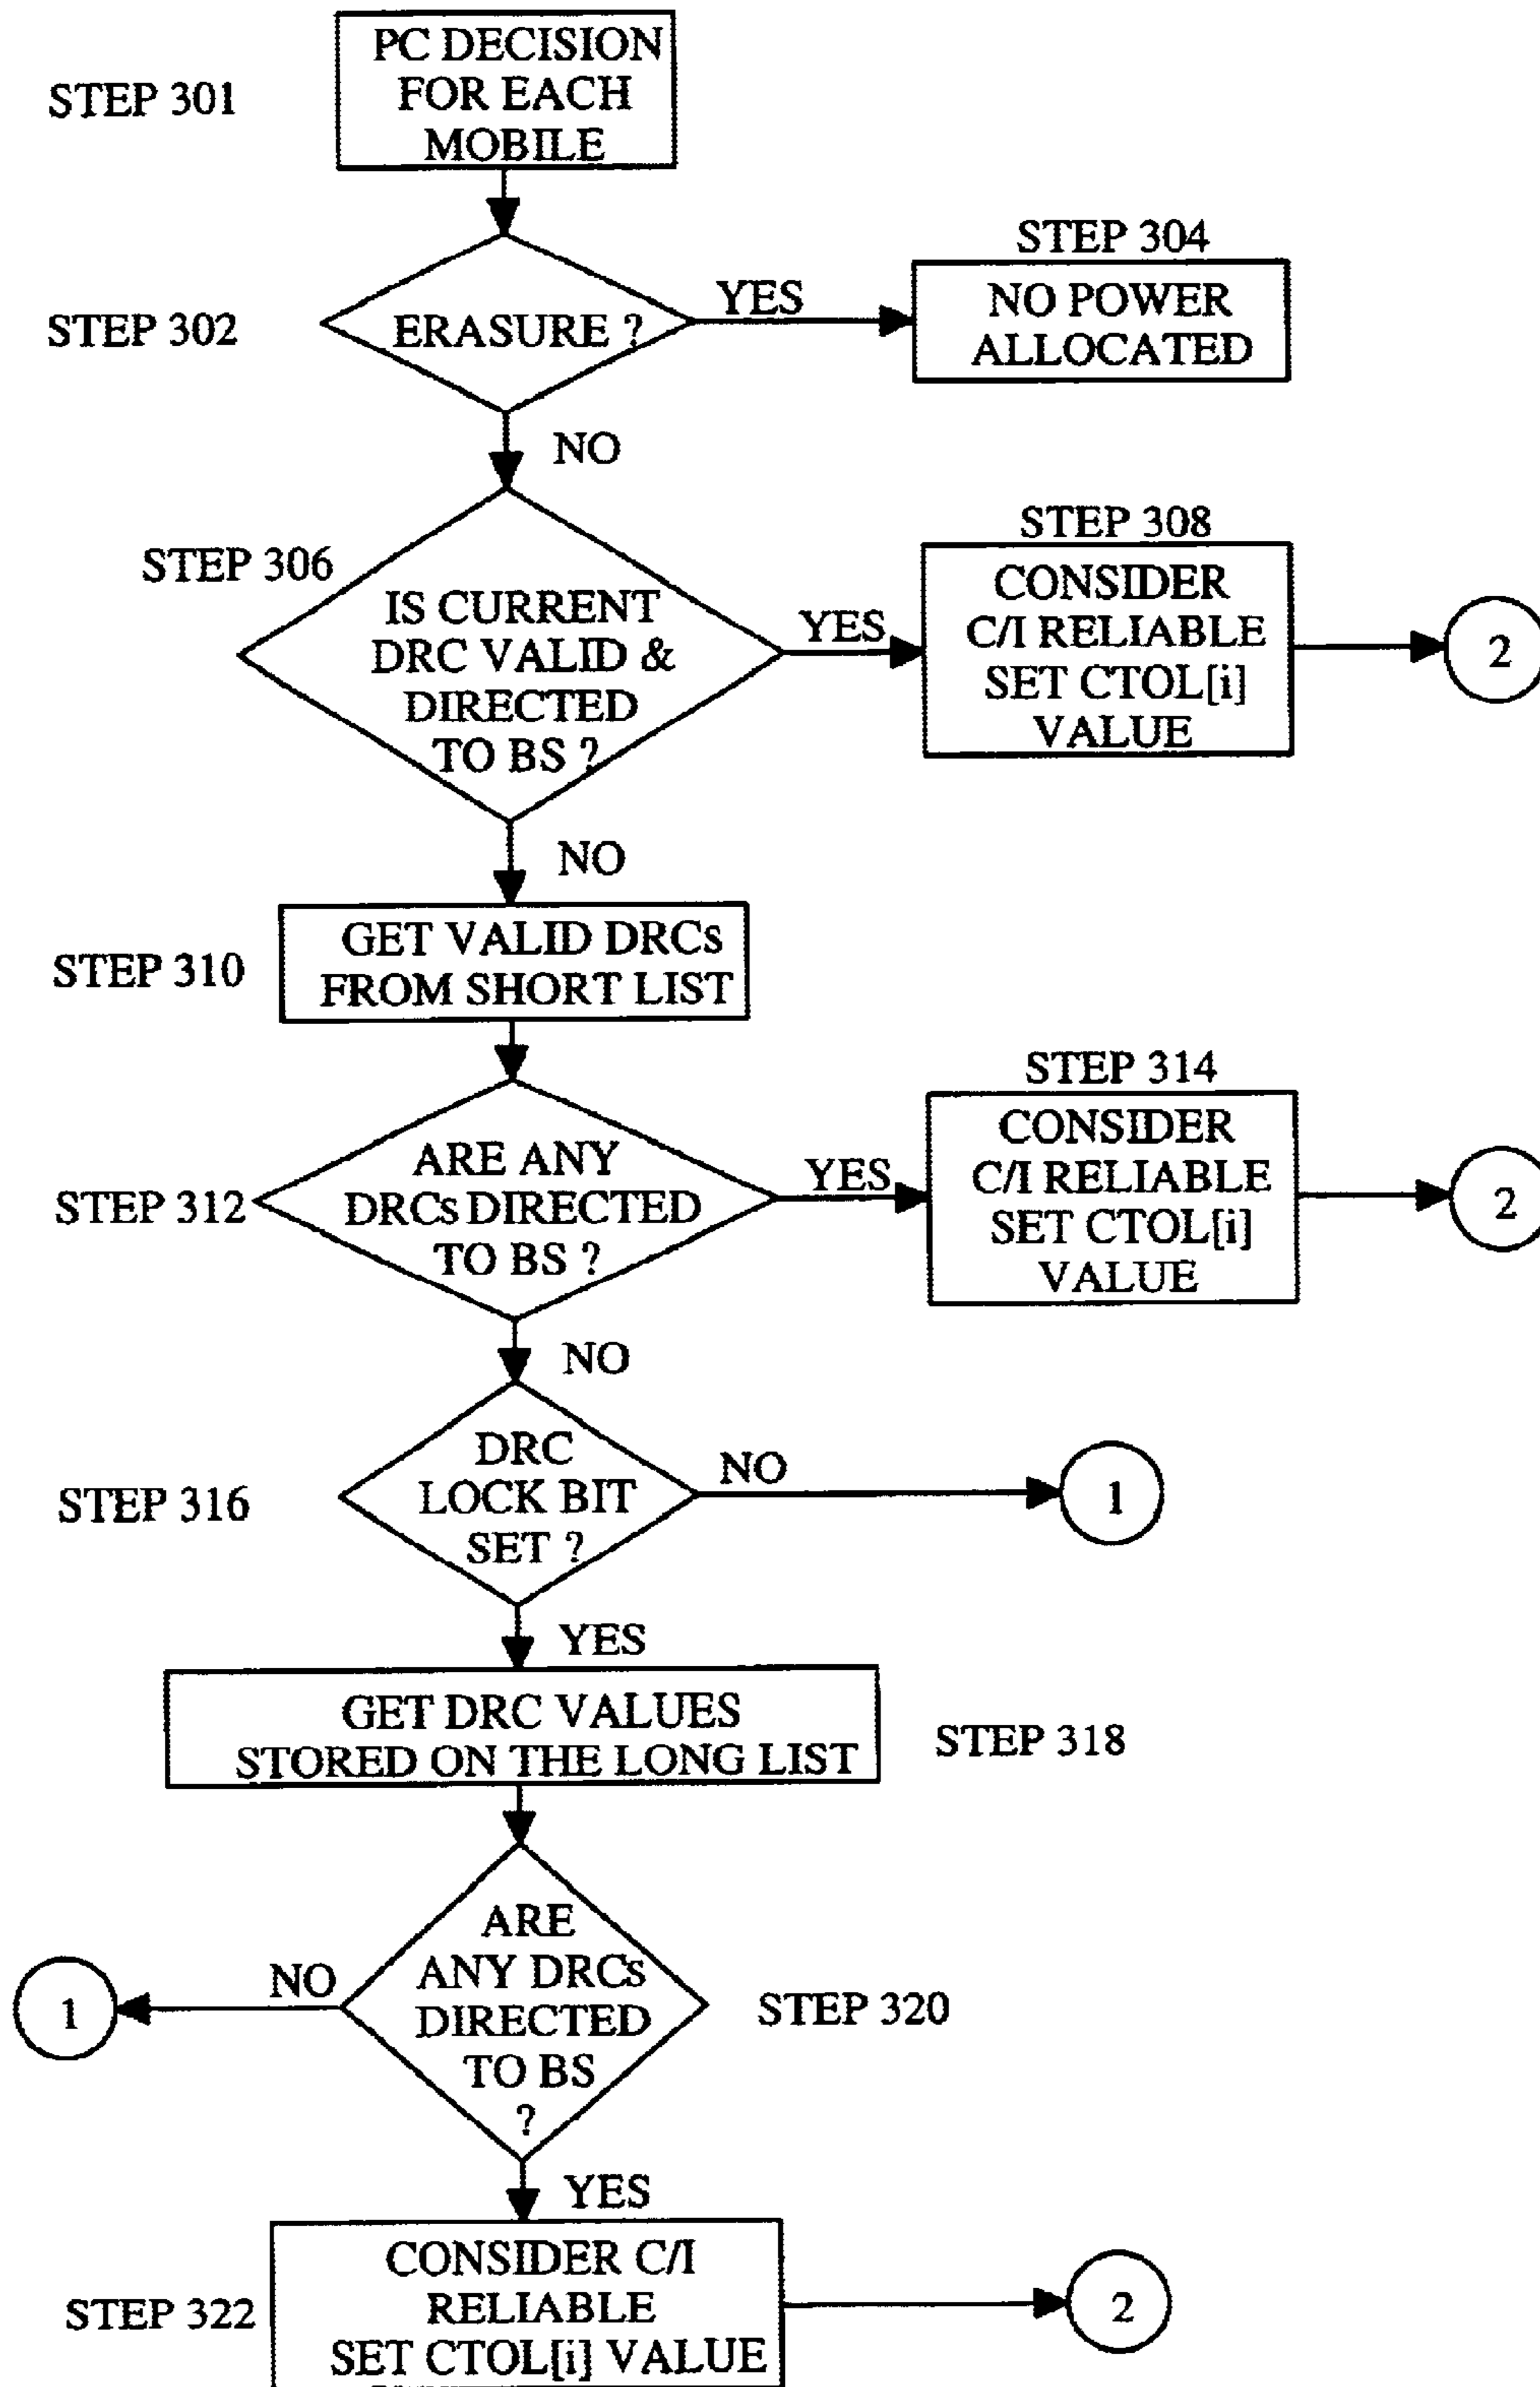 PC DECISION
FOR EACH
MOBILE
STEP 301
STEP 302
ERASURE ?
YES
STEP 304
NO POWER
ALLOCATED
NO
STEP 306
IS CURRENT
DRC VALID &
DIRECTED
TO BS ?
YES
STEP 308
CONSIDER
C/I RELIABLE
SET CTOL[i]
VALUE
2
NO
STEP 310
GET VALID DRCs
FROM SHORT LIST
STEP 312
ARE ANY
DRCs DIRECTED
TO BS ?
YES
STEP 314
CONSIDER
C/I RELIABLE
SET CTOL[i]
VALUE
2
NO
STEP 316
DRC
LOCK BIT
SET ?
NO
1
YES
GET DRC VALUES
STORED ON THE LONG LIST
STEP 318
1
NO
ARE
ANY DRCs
DIRECTED
TO BS
?
STEP 320
YES
STEP 322
CONSIDER C/I
RELIABLE
SET CTOL[i] VALUE
2